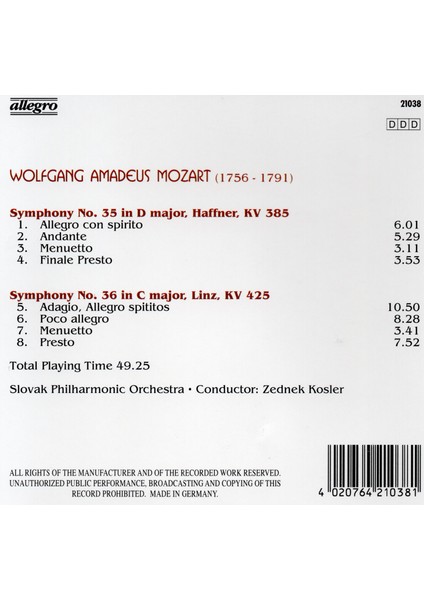 allegro 21038
DDD
WOLFGANG AMADEUS MOZART (1756 - 1791)
Symphony No. 35 in D major, Haffner, KV 385
1. Allegro con spirito 6.01
2. Andante 5.29
3. Menuetto 3.11
4. Finale Presto 3.53
Symphony No. 36 in C major, Linz, KV 425
5. Adagio, Allegro spititos 10.50
6. Poco allegro 8.28
7. Menuetto 3.41
8. Presto 7.52
Total Playing Time 49.25
Slovak Philharmonic Orchestra • Conductor: Zednek Kosler
ALL RIGHTS OF THE MANUFACTURER AND OF THE RECORDED WORK RESERVED.
UNAUTHORIZED PUBLIC PERFORMANCE, BROADCASTING AND COPYING OF THIS
RECORD PROHIBITED. MADE IN GERMANY.
4 020764 210381